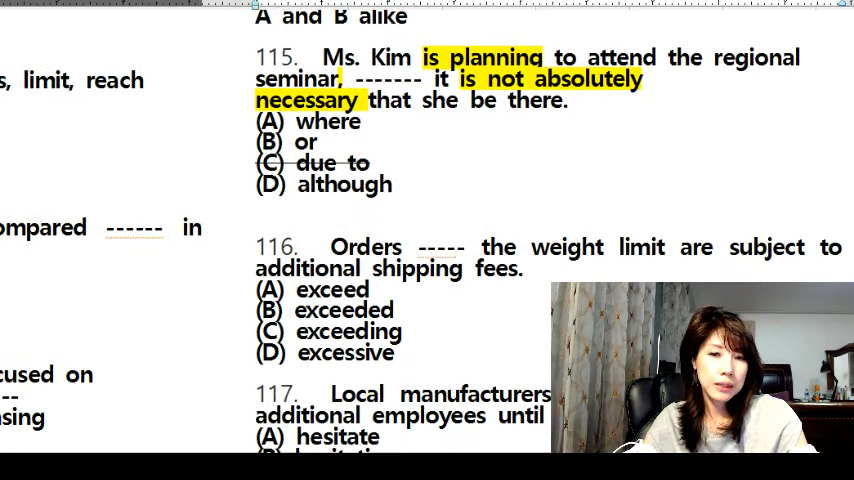 A and B alike
s, limit, reach
115. Ms. Kim is planning to attend the regional
seminar, ------- it is not absolutely
necessary that she be there.
(A) where
(B) or
(C) due to
(D) although
ompared ------ in
116. Orders ----- the weight limit are subject to
additional shipping fees.
(A) exceed
(B) exceeded
(C) exceeding
(D) excessive
cused on
--
sing
117. Local manufacturers
additional employees until
(A) hesitate